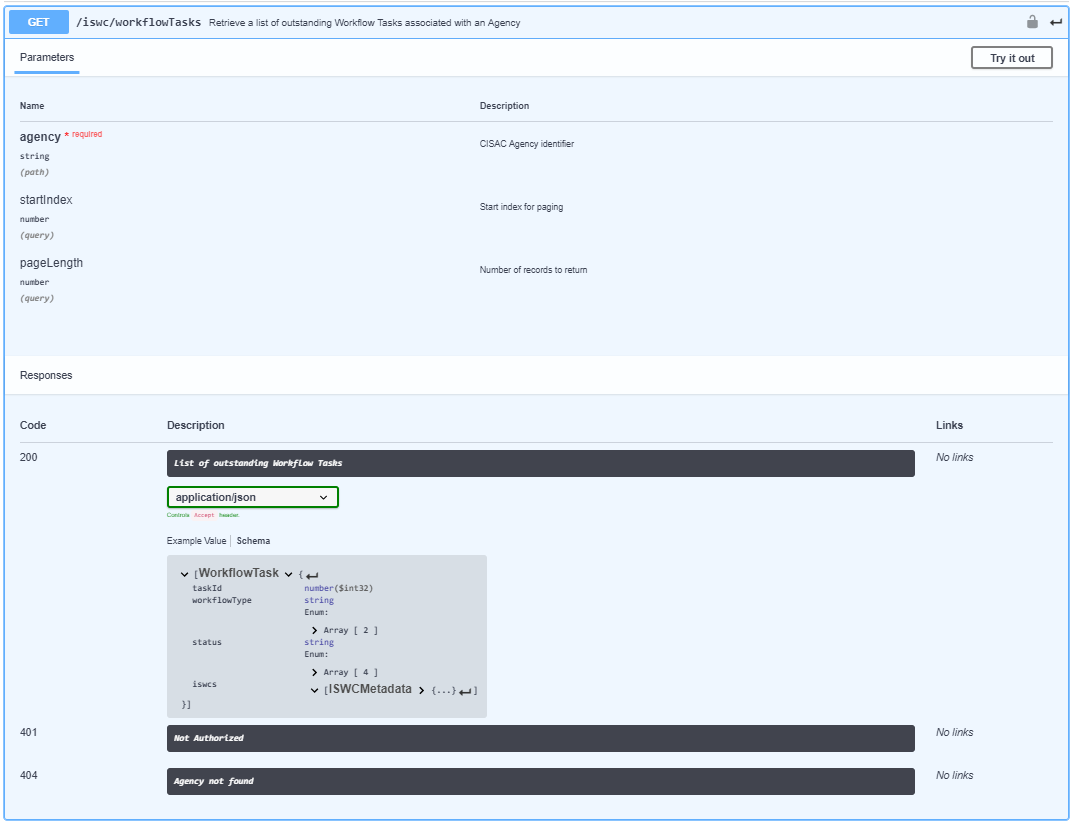 GET /iswc/workflowTasks Retrieve a list of outstanding Workflow Tasks associated with an Agency
Parameters Try it out
Name Description
agency * required CISAC Agency identifier
string
(path)
startIndex Start index for paging
number
(query)
pageLength Number of records to return
number
(query)
Responses
Code Description Links
200 List of outstanding Workflow Tasks No links
application/json
Controls Accept header.
Example Value Schema
[WorkflowTask {
taskId number($int32)
workflowType string
Enum:
Array [ 2 ]
status string
Enum:
Array [ 4 ]
iswcs [ISWCMetadata {...} ]
}]
401 Not Authorized No links
404 Agency not found No links